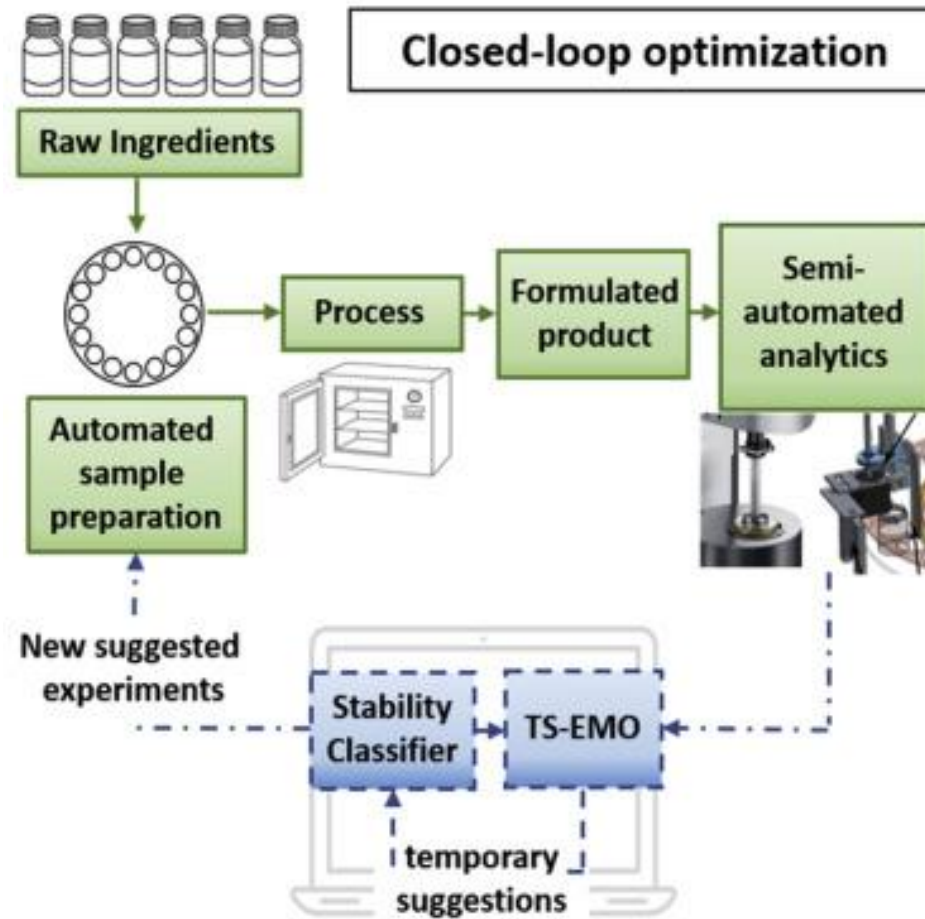 Closed-loop optimization
Raw Ingredients
Automated
sample
preparation
Process
Formulated
product
Semi-
automated
analytics
New suggested
experiments
Stability
Classifier
TS-EMO
temporary
suggestions